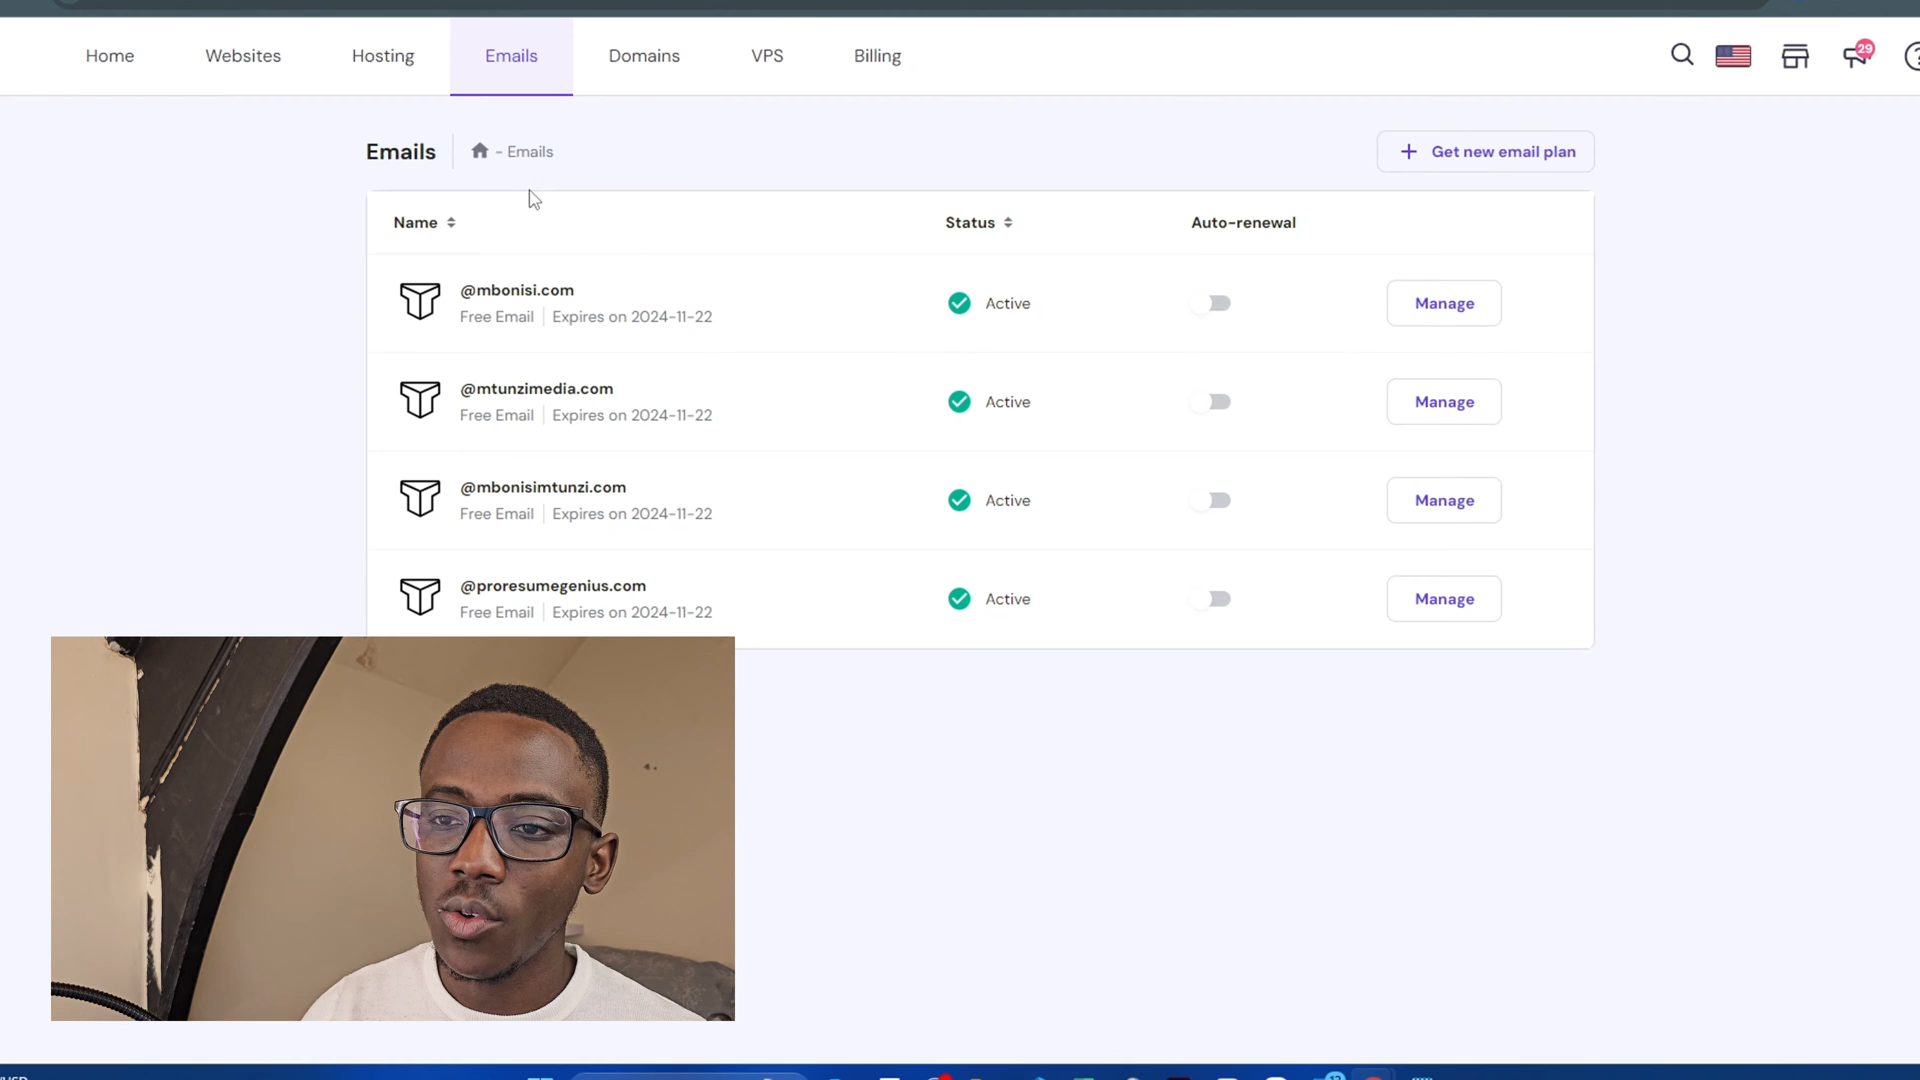 Home Websites Hosting Emails Domains VPS Billing 29
Emails - Emails + Get new email plan
Name Status Auto-renewal
@mbonisi.com
Free Email Expires on 2024-11-22 Active Manage
@mtunzimedia.com
Free Email Expires on 2024-11-22 Active Manage
@mbonisimtunzi.com
Free Email Expires on 2024-11-22 Active Manage
@proresumegenius.com
Free Email Expires on 2024-11-22 Active Manage